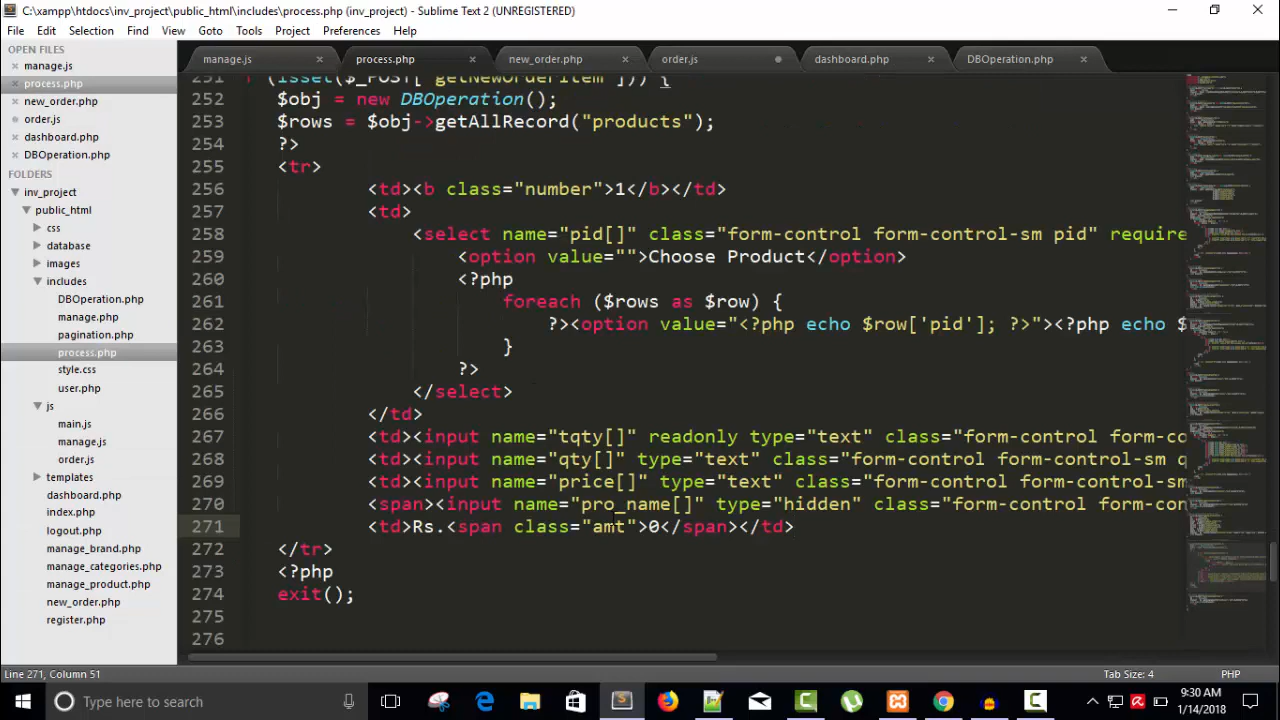 C:\xampp\htdocs\inv_project\public_html\includes\process.php (inv_project) - Sublime Text 2 (UNREGISTERED)
File Edit Selection Find View Goto Tools Project Preferences Help
OPEN FILES
manage.js
process.php
new_order.php
order.js
dashboard.php
DBOperation.php
FOLDERS
inv_project
public_html
css
database
images
includes
DBOperation.php
manage.php
pagination.php
process.php
style.css
user.php
js
main.js
manage.js
order.js
templates
dashboard.php
index.php
logout.php
manage_brand.php
manage_categories.php
manage_product.php
new_order.php
register.php
manage.js process.php new_order.php order.js dashboard.php DBOperation.php
251 (isset($_POST["getNewOrderItem"])) {
252 $obj = new DBOperation();
253 $rows = $obj->getAllRecord("products");
254 ?>
255 <tr>
256 <td><b class="number">1</b></td>
257 <td>
258 <select name="pid[]" class="form-control form-control-sm pid" require
259 <option value="">Choose Product</option>
260 <?php
261 foreach ($rows as $row) {
262 ?><option value="<?php echo $row['pid']; ?>"><?php echo $
263 }
264 ?>
265 </select>
266 </td>
267 <td><input name="tqty[]" readonly type="text" class="form-control form-co
268 <td><input name="qty[]" type="text" class="form-control form-control-sm q
269 <td><input name="price[]" type="text" class="form-control form-control-sm
270 <span><input name="pro_name[]" type="hidden" class="form-control form-con
271 <td>Rs.<span class="amt">0</span></td>
272 </tr>
273 <?php
274 exit();
275
276
Line 271, Column 51 Tab Size: 4 PHP
Type here to search
9:30 AM
1/14/2018